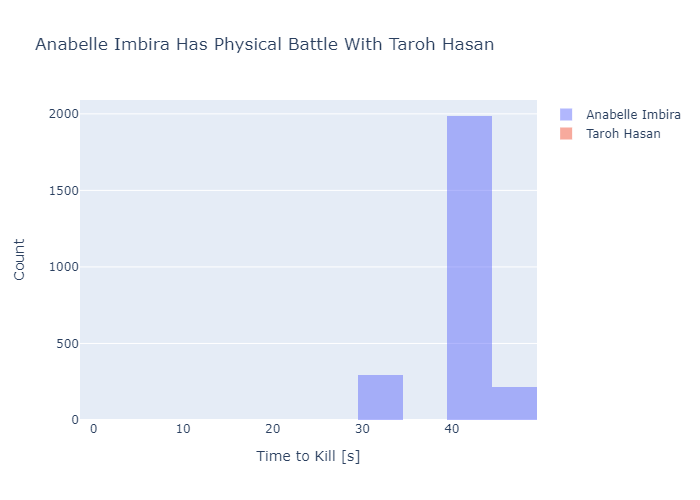 Anabelle Imbira Has Physical Battle With Taroh Hasan
Anabelle Imbira
Taroh Hasan
2000
1500
1000
500
0
Count
0 10 20 30 40
Time to Kill [s]